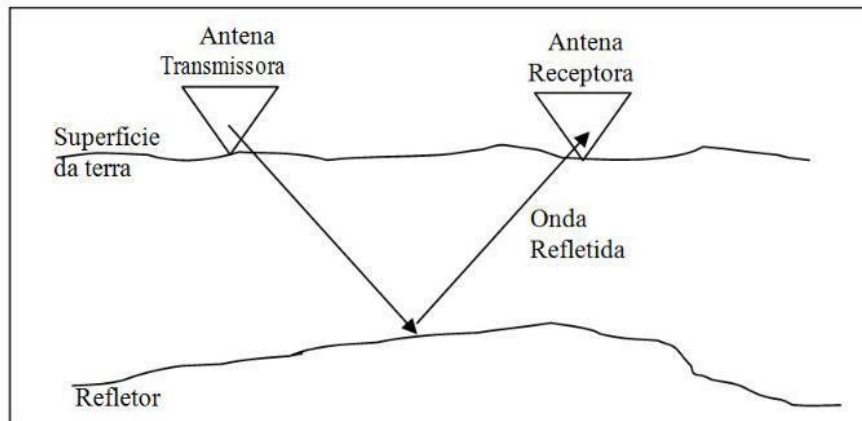 Antena
Transmissora
Antena
Receptora
Superfície
da terra
Onda
Refletida
Refletor